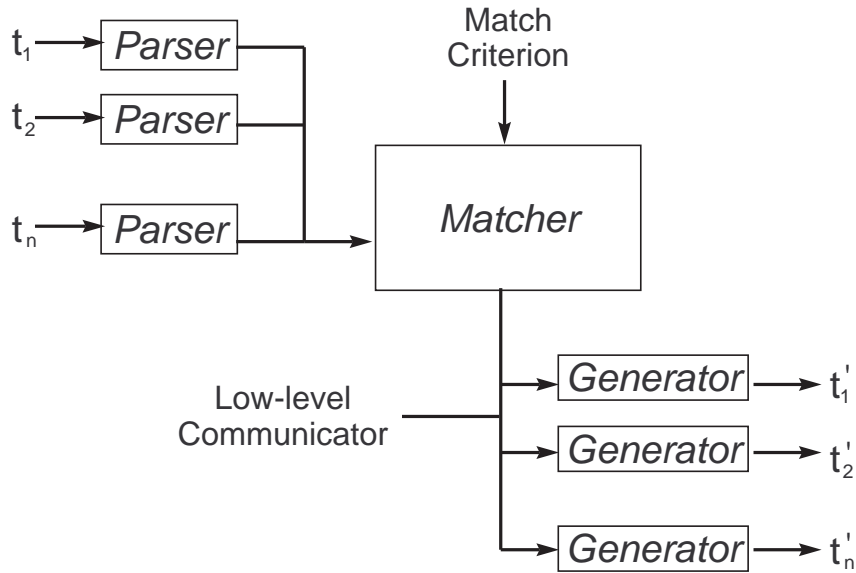 t1 Parser
t2 Parser
tn Parser
Match
Criterion
Matcher
Low-level
Communicator
Generator t'1
Generator t'2
Generator t'n